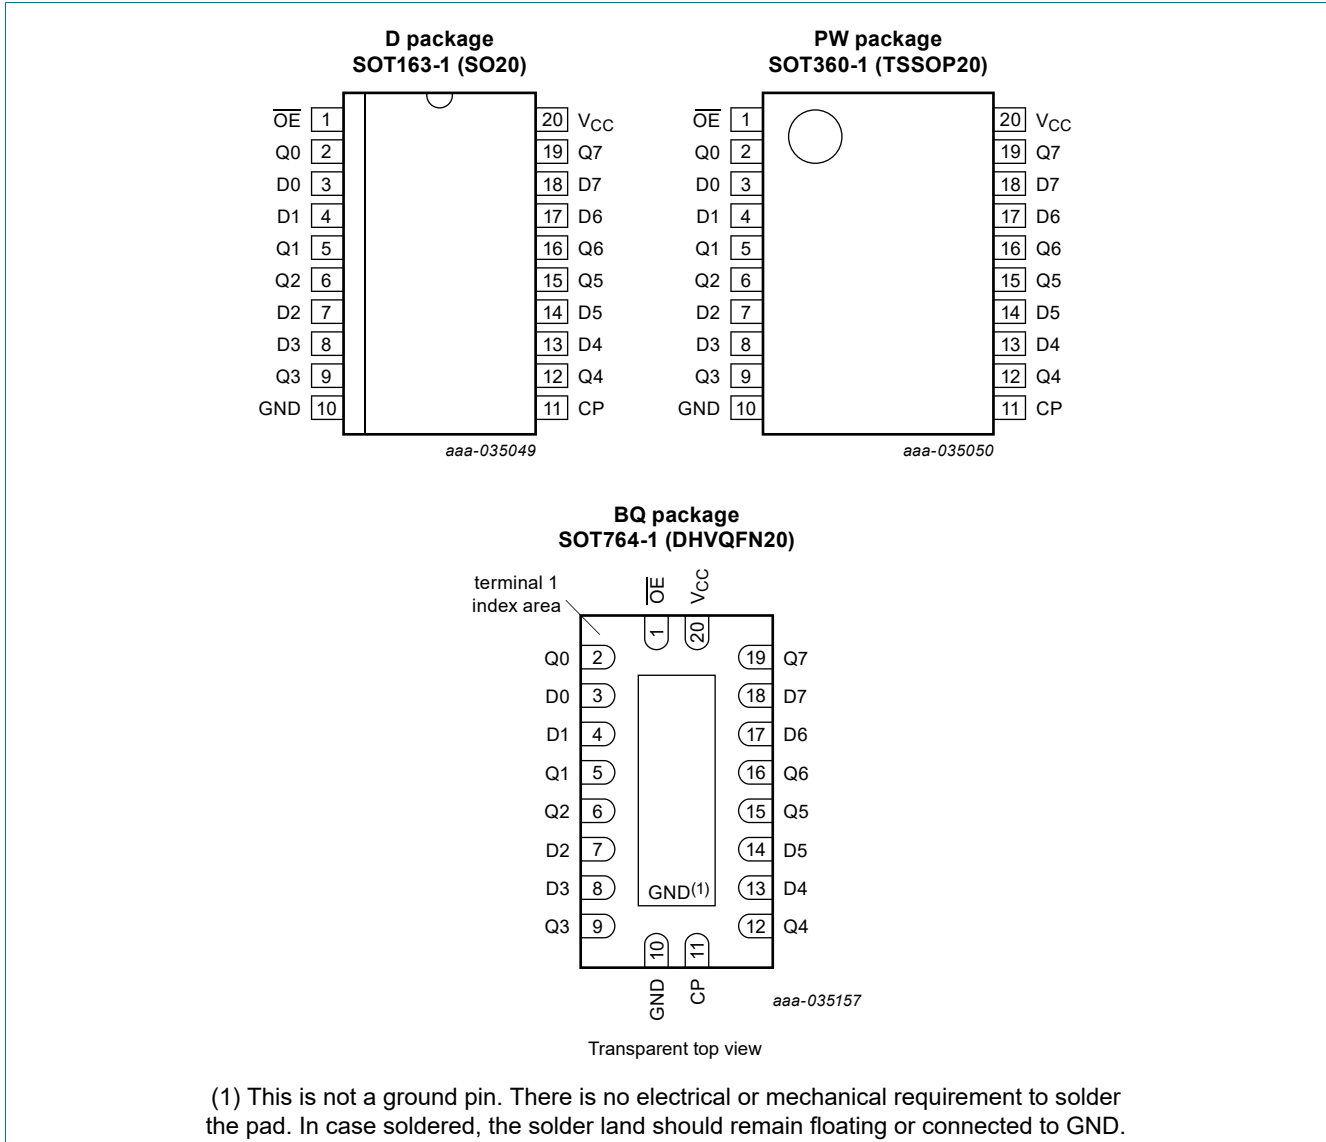 D package
SOT163-1 (SO20)
OE 1 20 VCC
Q0 2 19 Q7
D0 3 18 D7
D1 4 17 D6
Q1 5 16 Q6
Q2 6 15 Q5
D2 7 14 D5
D3 8 13 D4
Q3 9 12 Q4
GND 10 11 CP
aaa-035049
PW package
SOT360-1 (TSSOP20)
OE 1 20 VCC
Q0 2 19 Q7
D0 3 18 D7
D1 4 17 D6
Q1 5 16 Q6
Q2 6 15 Q5
D2 7 14 D5
D3 8 13 D4
Q3 9 12 Q4
GND 10 11 CP
aaa-035050
BQ package
SOT764-1 (DHVQFN20)
terminal 1
index area
OE VCC
1 20
Q0 2 19 Q7
D0 3 18 D7
D1 4 17 D6
Q1 5 16 Q6
Q2 6 15 Q5
D2 7 14 D5
D3 8 GND(1) 13 D4
Q3 9 12 Q4
10 11
GND CP
aaa-035157
Transparent top view
(1) This is not a ground pin. There is no electrical or mechanical requirement to solder
the pad. In case soldered, the solder land should remain floating or connected to GND.